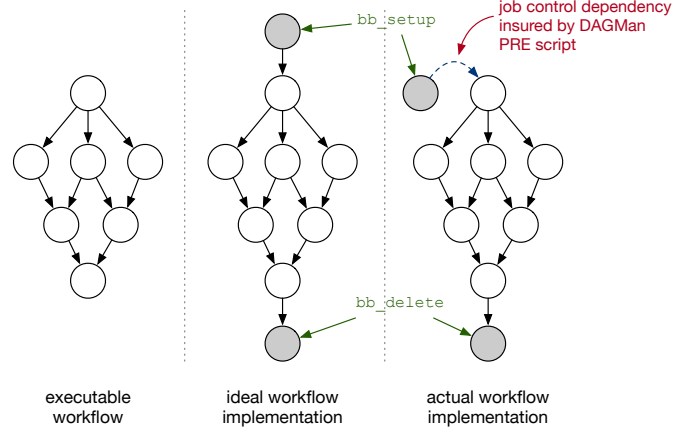 job control dependency
insured by DAGMan
PRE script
bb_setup
bb_delete
executable
workflow
ideal workflow
implementation
actual workflow
implementation